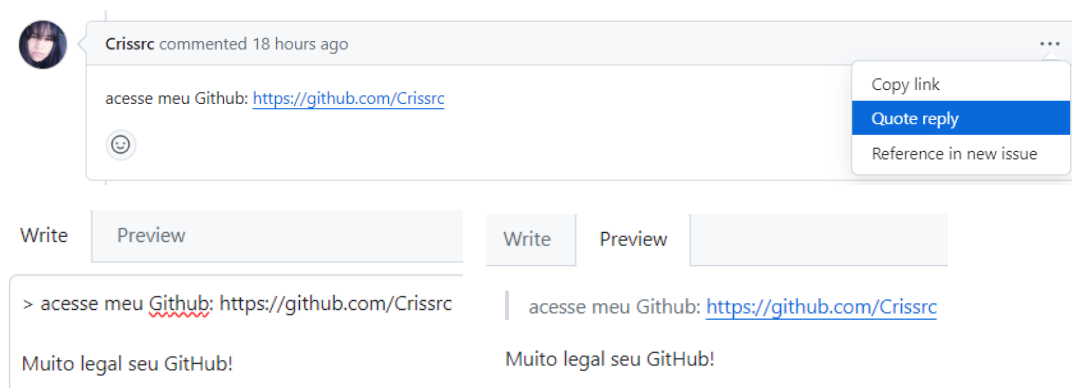 Crissrc commented 18 hours ago
...
acesse meu Github: https://github.com/Crissrc
Copy link
Quote reply
Reference in new issue
Write
Preview
> acesse meu Github: https://github.com/Crissrc
Muito legal seu GitHub!
Write
Preview
acesse meu Github: https://github.com/Crissrc
Muito legal seu GitHub!